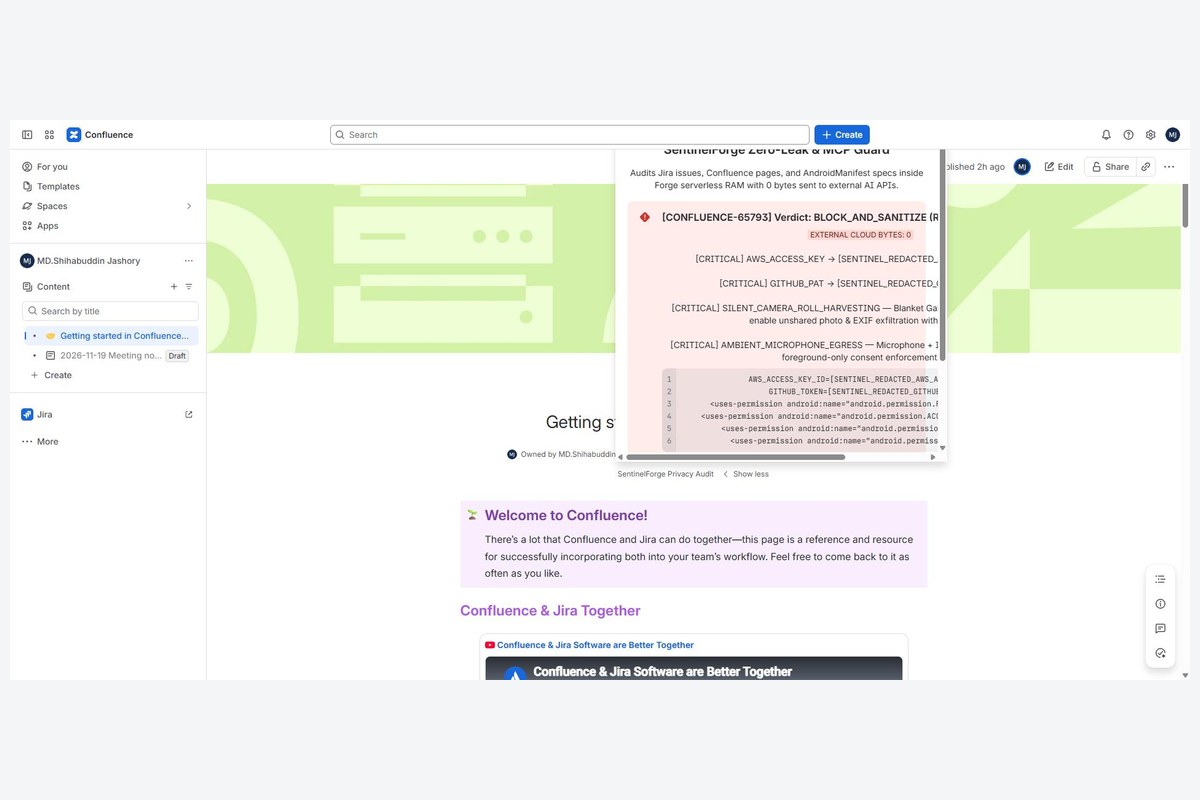 Confluence
Search
Create
MJ
For you
Templates
Spaces
Apps
MJ MD.Shihabuddin Jashory
Content
Search by title
Getting started in Confluence...
2026-11-19 Meeting no... Draft
Create
Jira
More
blished 2h ago MJ Edit Share
SentinelForge Zero-Leak & MCP Guard
Audits Jira issues, Confluence pages, and AndroidManifest specs inside
Forge serverless RAM with 0 bytes sent to external AI APIs.
[CONFLUENCE-65793] Verdict: BLOCK_AND_SANITIZE (R
EXTERNAL CLOUD BYTES: 0
[CRITICAL] AWS_ACCESS_KEY → [SENTINEL_REDACTED_
[CRITICAL] GITHUB_PAT → [SENTINEL_REDACTED_
[CRITICAL] SILENT_CAMERA_ROLL_HARVESTING — Blanket Ga
enable unshared photo & EXIF exfiltration with
[CRITICAL] AMBIENT_MICROPHONE_EGRESS — Microphone +
foreground-only consent enforcement
1 AWS_ACCESS_KEY_ID=[SENTINEL_REDACTED_AWS_A
2 GITHUB_TOKEN=[SENTINEL_REDACTED_GITHUB
3 <uses-permission android:name="android.permission.
4 <uses-permission android:name="android.permission.ACC
5 <uses-permission android:name="android.permissio
6 <uses-permission android:name="android.permiss
Getting s
MJ Owned by MD.Shihabuddin
SentinelForge Privacy Audit Show less
Welcome to Confluence!
There's a lot that Confluence and Jira can do together—this page is a reference and resource
for successfully incorporating both into your team's workflow. Feel free to come back to it as
often as you like.
Confluence & Jira Together
Confluence & Jira Software are Better Together
Confluence & Jira Software are Better Together